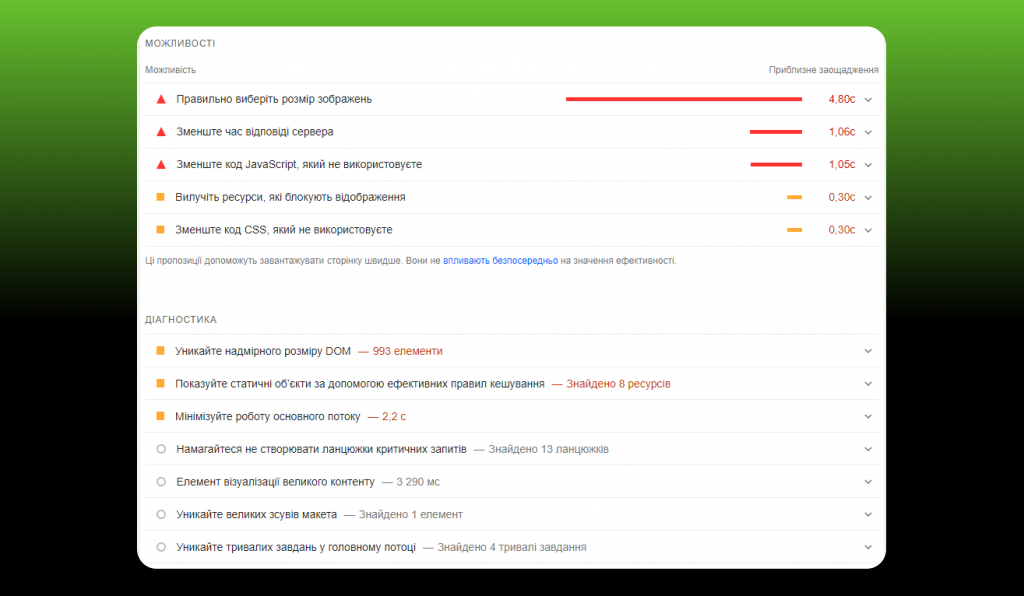 МОЖЛИВОСТІ
Можливість Приблизне заощадження
Правильно виберіть розмір зображень 4,80с
Зменште час відповіді сервера 1,06с
Зменште код JavaScript, який не використовуєте 1,05с
Вилучіть ресурси, які блокують відображення 0,30с
Зменште код CSS, який не використовуєте 0,30с
Ці пропозиції допоможуть завантажувати сторінку швидше. Вони не впливають безпосередньо на значення ефективності.
ДІАГНОСТИКА
Уникайте надмірного розміру DOM — 993 елементи
Показуйте статичні об'єкти за допомогою ефективних правил кешування — Знайдено 8 ресурсів
Мінімізуйте роботу основного потоку — 2,2 с
Намагайтеся не створювати ланцюжки критичних запитів — Знайдено 13 ланцюжків
Елемент візуалізації великого контенту — 3 290 мс
Уникайте великих зсувів макета — Знайдено 1 елемент
Уникайте тривалих завдань у головному потоці — Знайдено 4 тривалі завдання